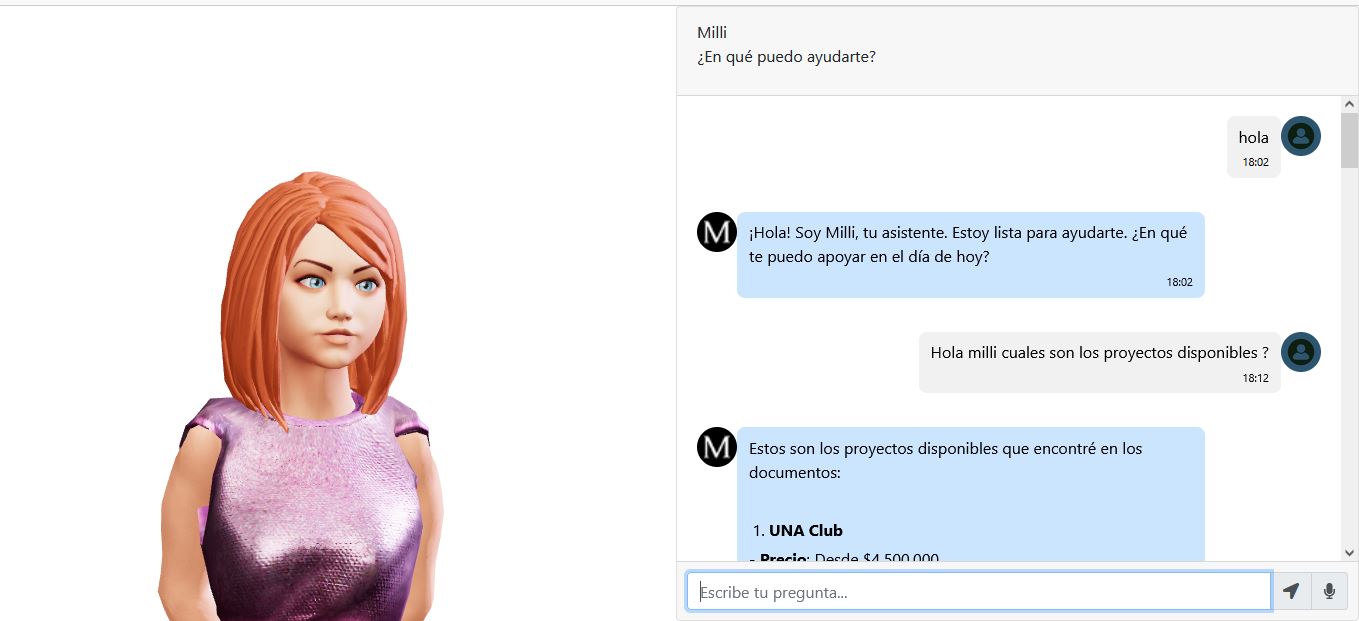 Milli
¿En qué puedo ayudarte?
hola
18:02
M
¡Hola! Soy Milli, tu asistente. Estoy lista para ayudarte. ¿En qué
te puedo apoyar en el día de hoy?
18:02
Hola milli cuales son los proyectos disponibles ?
18:12
M
Estos son los proyectos disponibles que encontré en los
documentos:
1. UNA Club
- Precio: Desde $4,500,000
Escribe tu pregunta...